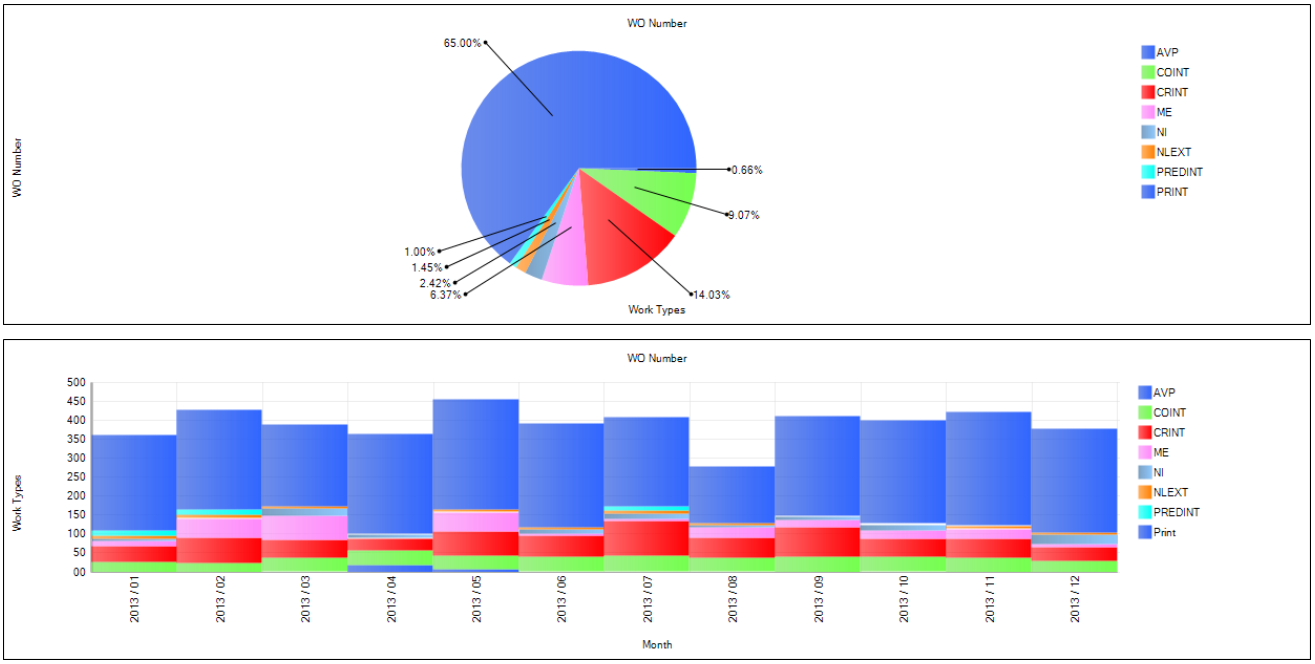 WO Number
65.00%
AVP
COINT
CRINT
ME
NI
NLEXT
PREDINT
PRINT
WO Number
0.66%
9.07%
1.00%
1.45%
2.42%
6.37%
14.03%
Work Types
WO Number
500
450
400
350
300
250
200
150
100
50
00
Work Types
AVP
COINT
CRINT
ME
NI
NLEXT
PREDINT
Print
2013 / 01
2013 / 02
2013 / 03
2013 / 04
2013 / 05
2013 / 06
2013 / 07
2013 / 08
2013 / 09
2013 / 10
2013 / 11
2013 / 12
Month